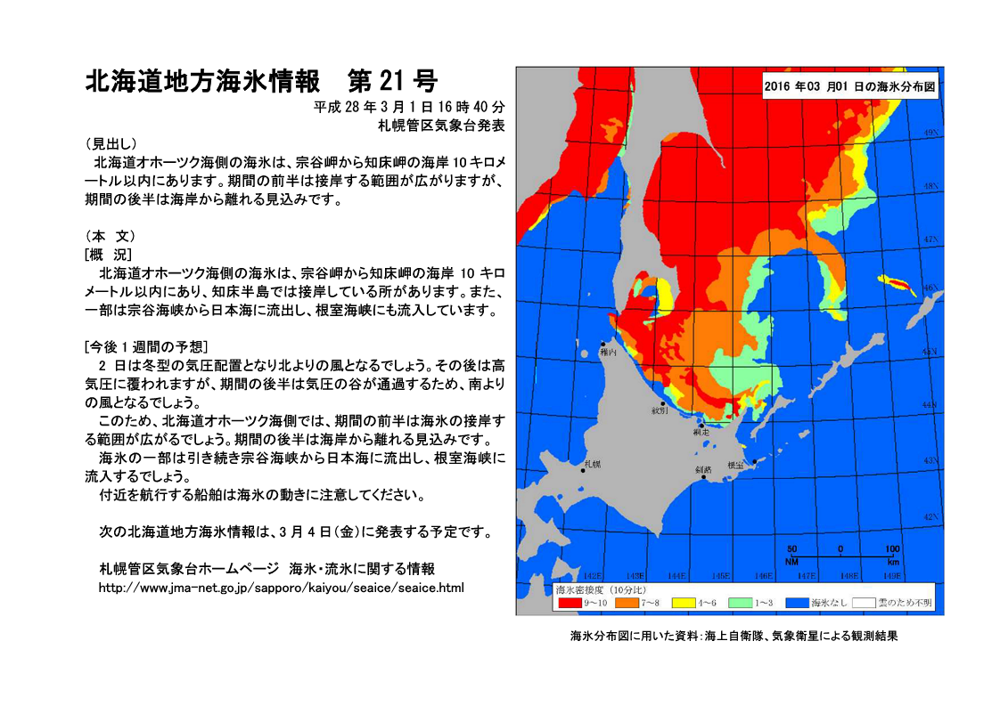 北海道地方海氷情報　第 21 号
平成 28 年 3 月 1 日 16 時 40 分
札幌管区気象台発表
（見出し）
北海道オホーツク海側の海氷は、宗谷岬から知床岬の海岸 10 キロメ
ートル以内にあります。期間の前半は接岸する範囲が広がりますが、
期間の後半は海岸から離れる見込みです。
（本　文）
[概　況]
北海道オホーツク海側の海氷は、宗谷岬から知床岬の海岸 10 キロ
メートル以内にあり、知床半島では接岸している所があります。また、
一部は宗谷海峡から日本海に流出し、根室海峡にも流入しています。
[今後 1 週間の予想]
2 日は冬型の気圧配置となり北よりの風となるでしょう。その後は高
気圧に覆われますが、期間の後半は気圧の谷が通過するため、南より
の風となるでしょう。
このため、北海道オホーツク海側では、期間の前半は海氷の接岸す
る範囲が広がるでしょう。期間の後半は海岸から離れる見込みです。
海氷の一部は引き続き宗谷海峡から日本海に流出し、根室海峡に
流入するでしょう。
付近を航行する船舶は海氷の動きに注意してください。
次の北海道地方海氷情報は、3 月 4 日（金）に発表する予定です。
札幌管区気象台ホームページ　海氷・流氷に関する情報
http://www.jma-net.go.jp/sapporo/kaiyou/seaice/seaice.html
2016 年03 月01 日の海氷分布図
49N
48N
47N
46N
45N
44N
43N
42N
稚内
紋別
網走
札幌
釧路
根室
50 0 100
NM km
142E 143E 144E 145E 146E 147E 148E 149E
海氷密接度（10分比）
9～10 7～8 4～6 1～3 海氷なし 雲のため不明
海氷分布図に用いた資料：海上自衛隊、気象衛星による観測結果